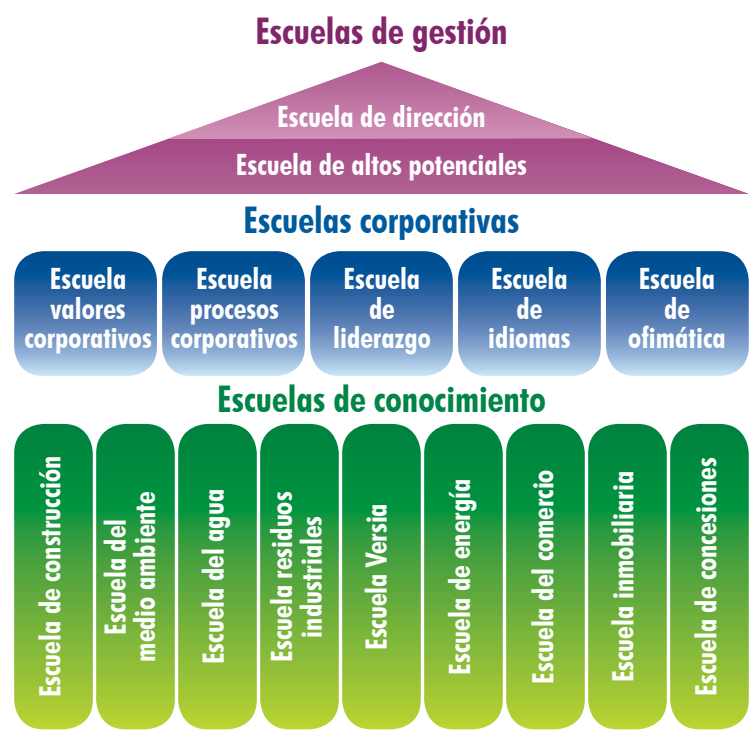 Escuelas de gestión
Escuela de dirección
Escuela de altos potenciales
Escuelas corporativas
Escuela
valores
corporativos
Escuela
procesos
corporativos
Escuela
de
liderazgo
Escuela
de
idiomas
Escuela
de
ofimática
Escuelas de conocimiento
Escuela de construcción
Escuela del
medio ambiente
Escuela del agua
Escuela residuos
industriales
Escuela Versia
Escuela de energía
Escuela del comercio
Escuela inmobiliaria
Escuela de concesiones